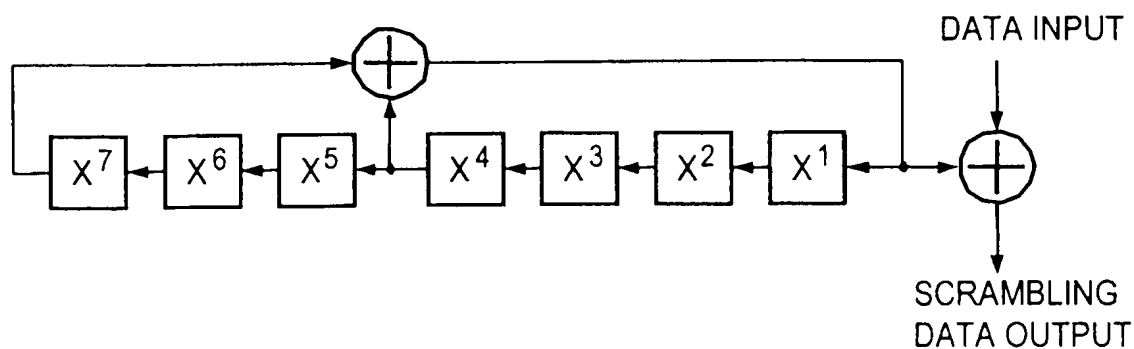 DATA INPUT
X⁷ X⁶ X⁵ X⁴ X³ X² X¹
SCRAMBLING
DATA OUTPUT